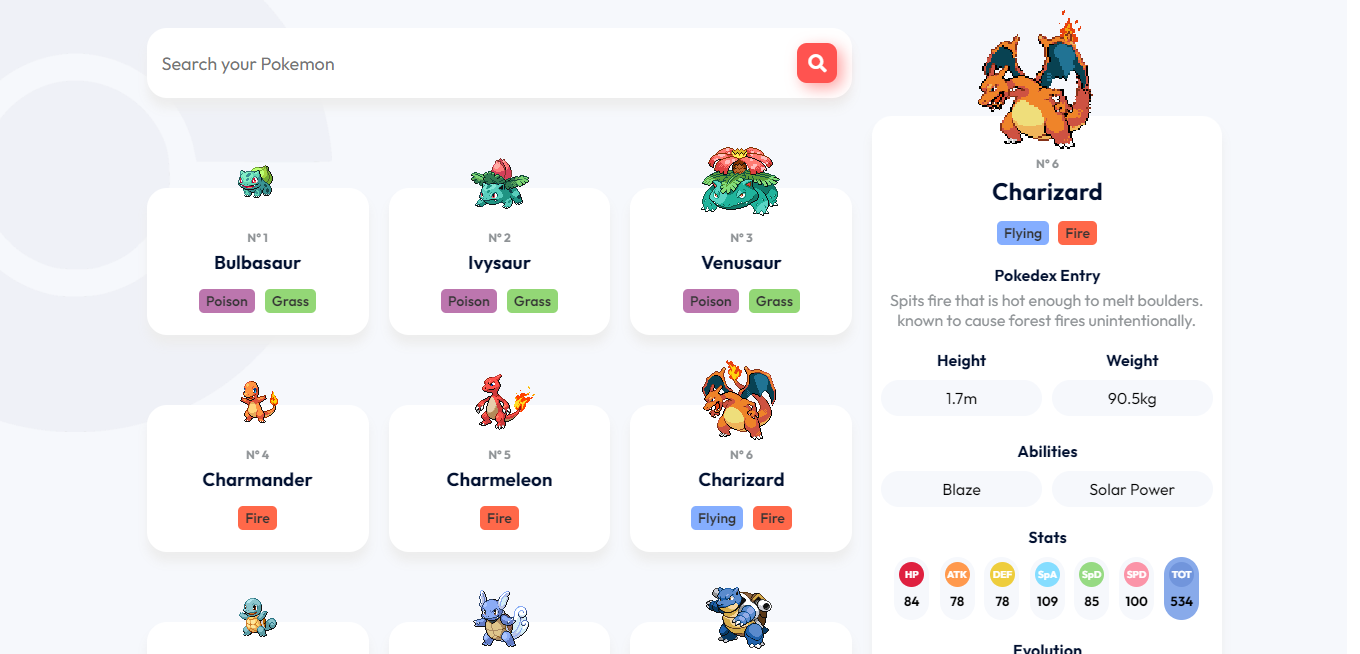 Search your Pokemon
N° 1
Bulbasaur
Poison Grass
N° 2
Ivysaur
Poison Grass
N° 3
Venusaur
Poison Grass
N° 4
Charmander
Fire
N° 5
Charmeleon
Fire
N° 6
Charizard
Flying Fire
N° 6
Charizard
Flying Fire
Pokedex Entry
Spits fire that is hot enough to melt boulders.
known to cause forest fires unintentionally.
Height Weight
1.7m 90.5kg
Abilities
Blaze Solar Power
Stats
HP ATK DEF SpA SpD SPD TOT
84 78 78 109 85 100 534
Evolution